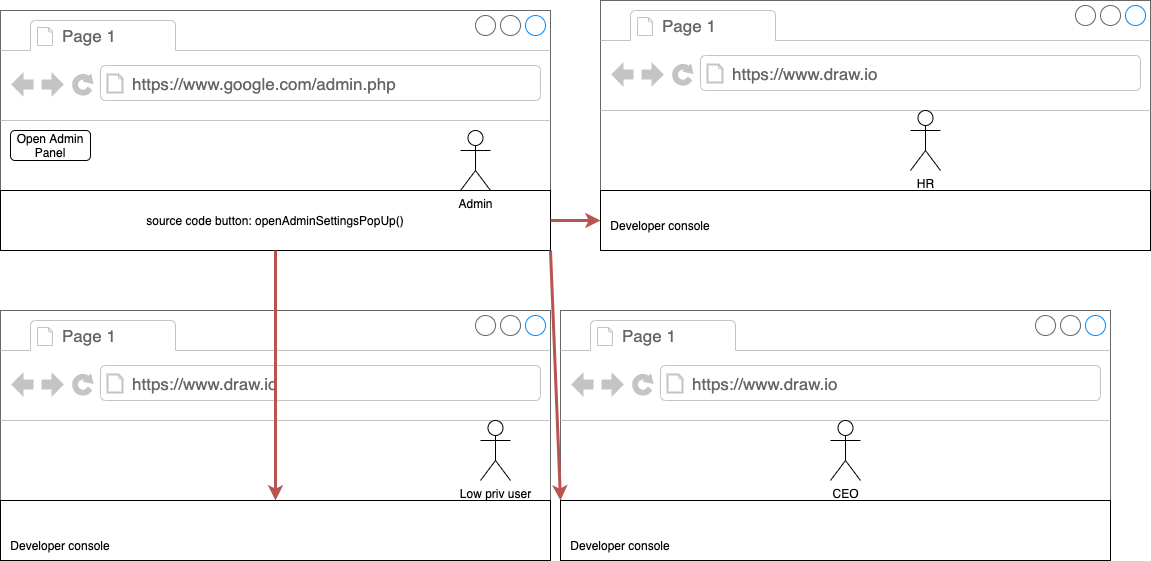 Page 1
https://www.google.com/admin.php
Open Admin
Panel
Admin
source code button: openAdminSettingsPopUp()
Page 1
https://www.draw.io
HR
Developer console
Page 1
https://www.draw.io
Low priv user
Developer console
Page 1
https://www.draw.io
CEO
Developer console